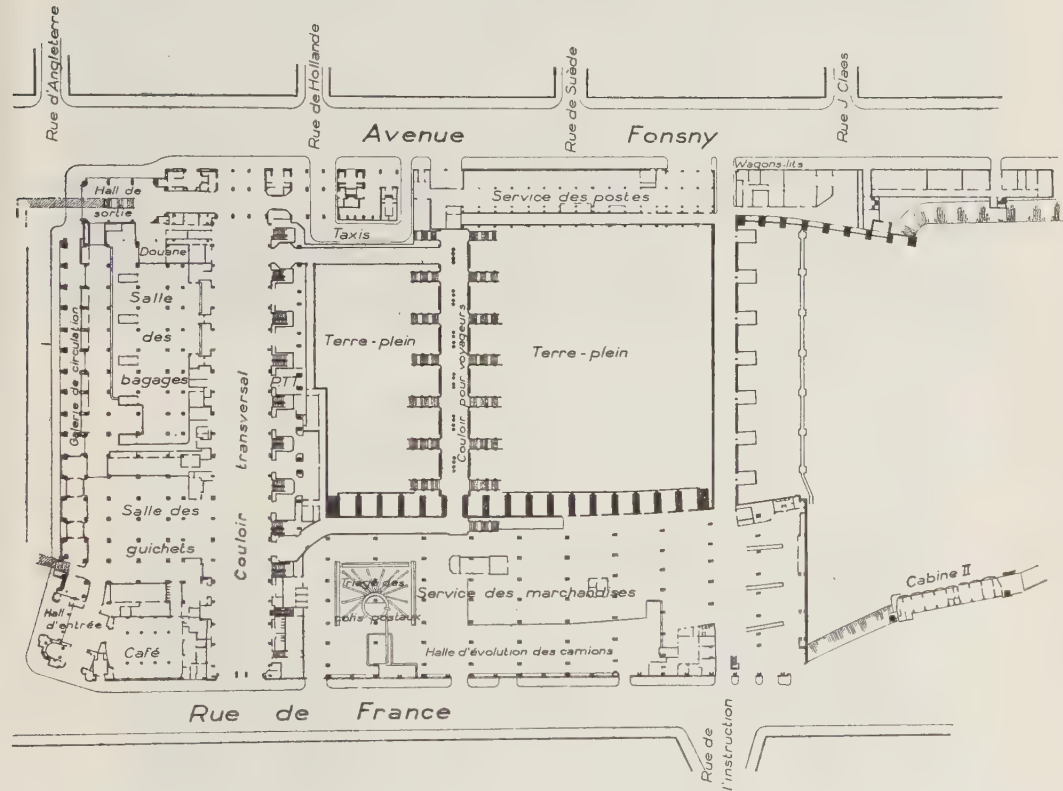 Rue d'Angleterre
Rue de Hollande
Rue de Suède
Rue J. Claes
Avenue Fonsny
Wagons-lits
Hall de
sortie
Service des postes
Taxis
Douane
Salle
des
bagages
Galerie de circulation
Couloir transversal
PTT
Terre-plein
Couloir pour voyageurs
Terre-plein
Salle des
guichets
Triage des
colis postaux
Service des marchandises
Cabine II
Hall
d'entrée
Café
Halle d'évolution des camions
Rue de France
Rue de
l'instruction